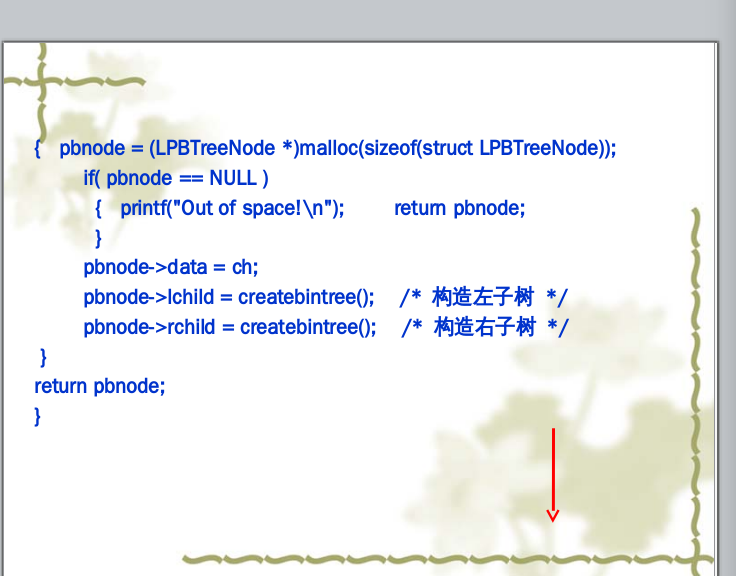 { pbnode = (LPBTreeNode *)malloc(sizeof(struct LPBTreeNode));
if( pbnode == NULL )
{ printf("Out of space!\n"); return pbnode;
}
pbnode->data = ch;
pbnode->lchild = createbintree(); /* 构造左子树 */
pbnode->rchild = createbintree(); /* 构造右子树 */
}
return pbnode;
}